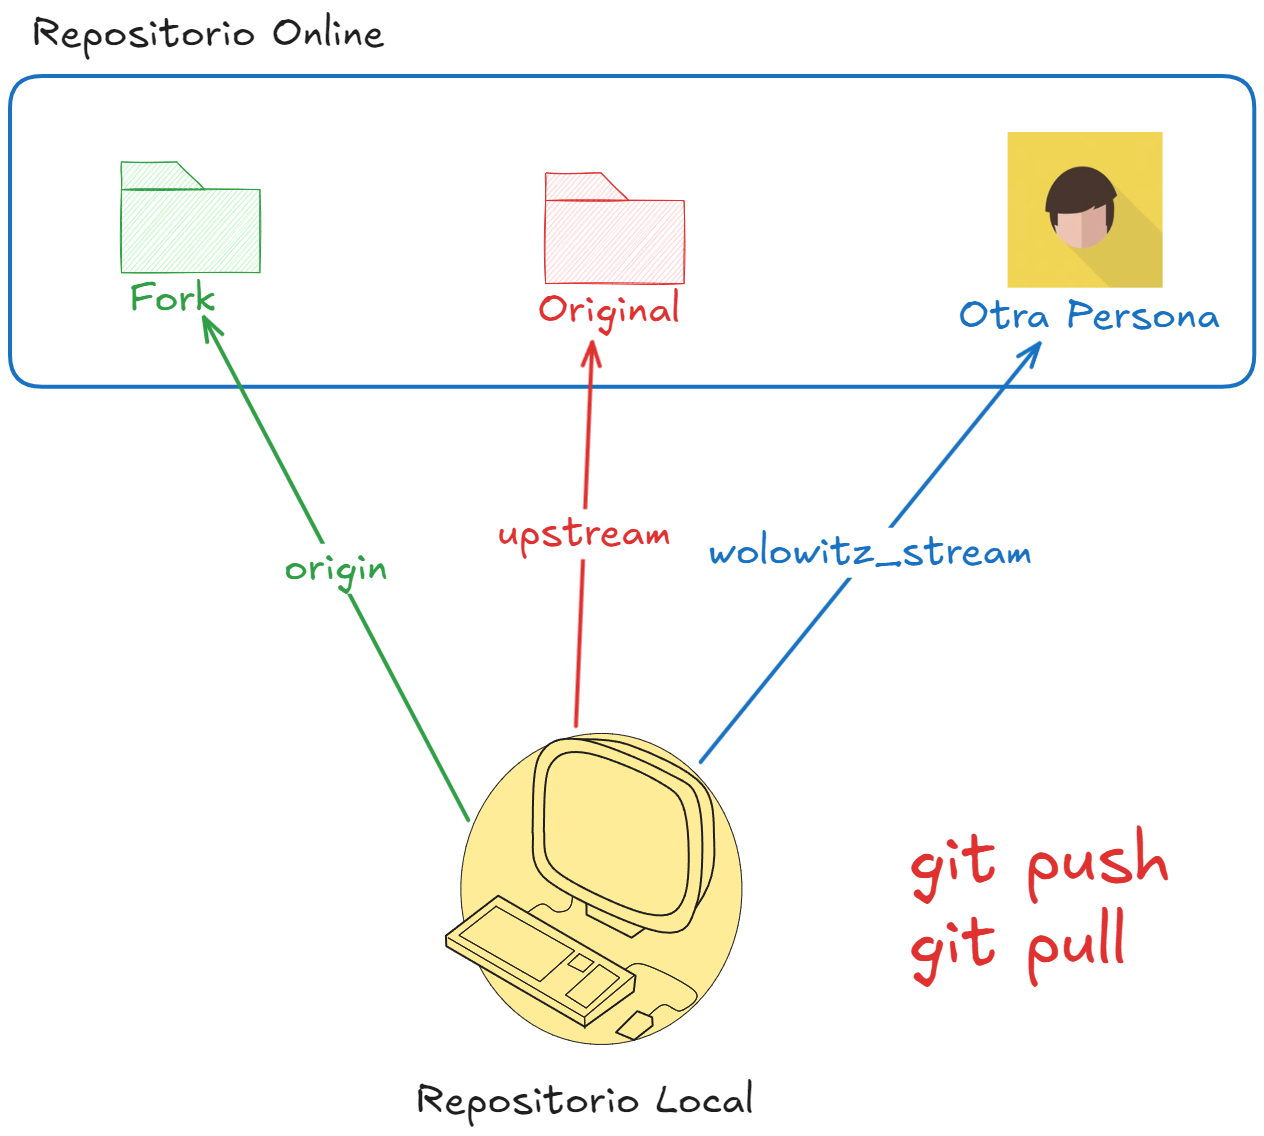 Repositorio Online
Fork
Original
Otra Persona
origin
upstream
wolowitz_stream
git push
git pull
Repositorio Local